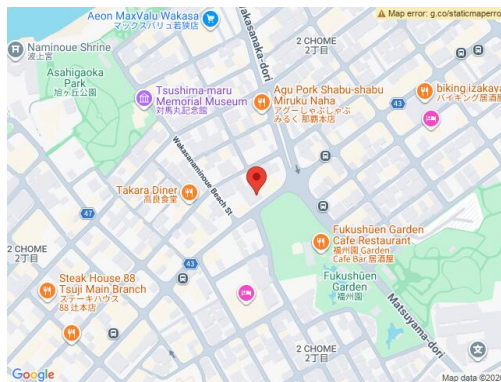 Aeon MaxValu Wakasa
マックスバリュ若狭店
Map error: g.co/staticmaperro
Naminoue Shrine
波上宮
Wakasanaka-dori
2 CHOME
2丁目
Asahigaoka
Park
旭ヶ丘公園
Tsushima-maru
Memorial Museum
対馬丸記念館
Agu Pork Shabu-shabu
Miruku Naha
アグーしゃぶしゃぶ
みるく 那覇本店
biking izakaya
バイキング居酒屋
43
Wakasanaminoue Beach St
Takara Diner
高良食堂
47
2 CHOME
2丁目
Fukushūen Garden
Cafe Restaurant
福州園 Garden
Cafe Bar 居酒屋
Steak House 88
Tsuji Main Branch
ステーキハウス
88 辻本店
Fukushūen
Garden
福州園
Matsuyama-dori
43
2 CHOME
2丁目
Google
Map data ©202